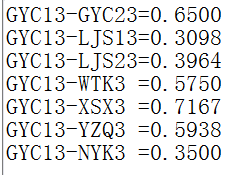 GYC13-GYC23=0.6500
GYC13-LJS13=0.3098
GYC13-LJS23=0.3964
GYC13-WTK3 =0.5750
GYC13-XSX3 =0.7167
GYC13-YZQ3 =0.5938
GYC13-NYK3 =0.3500